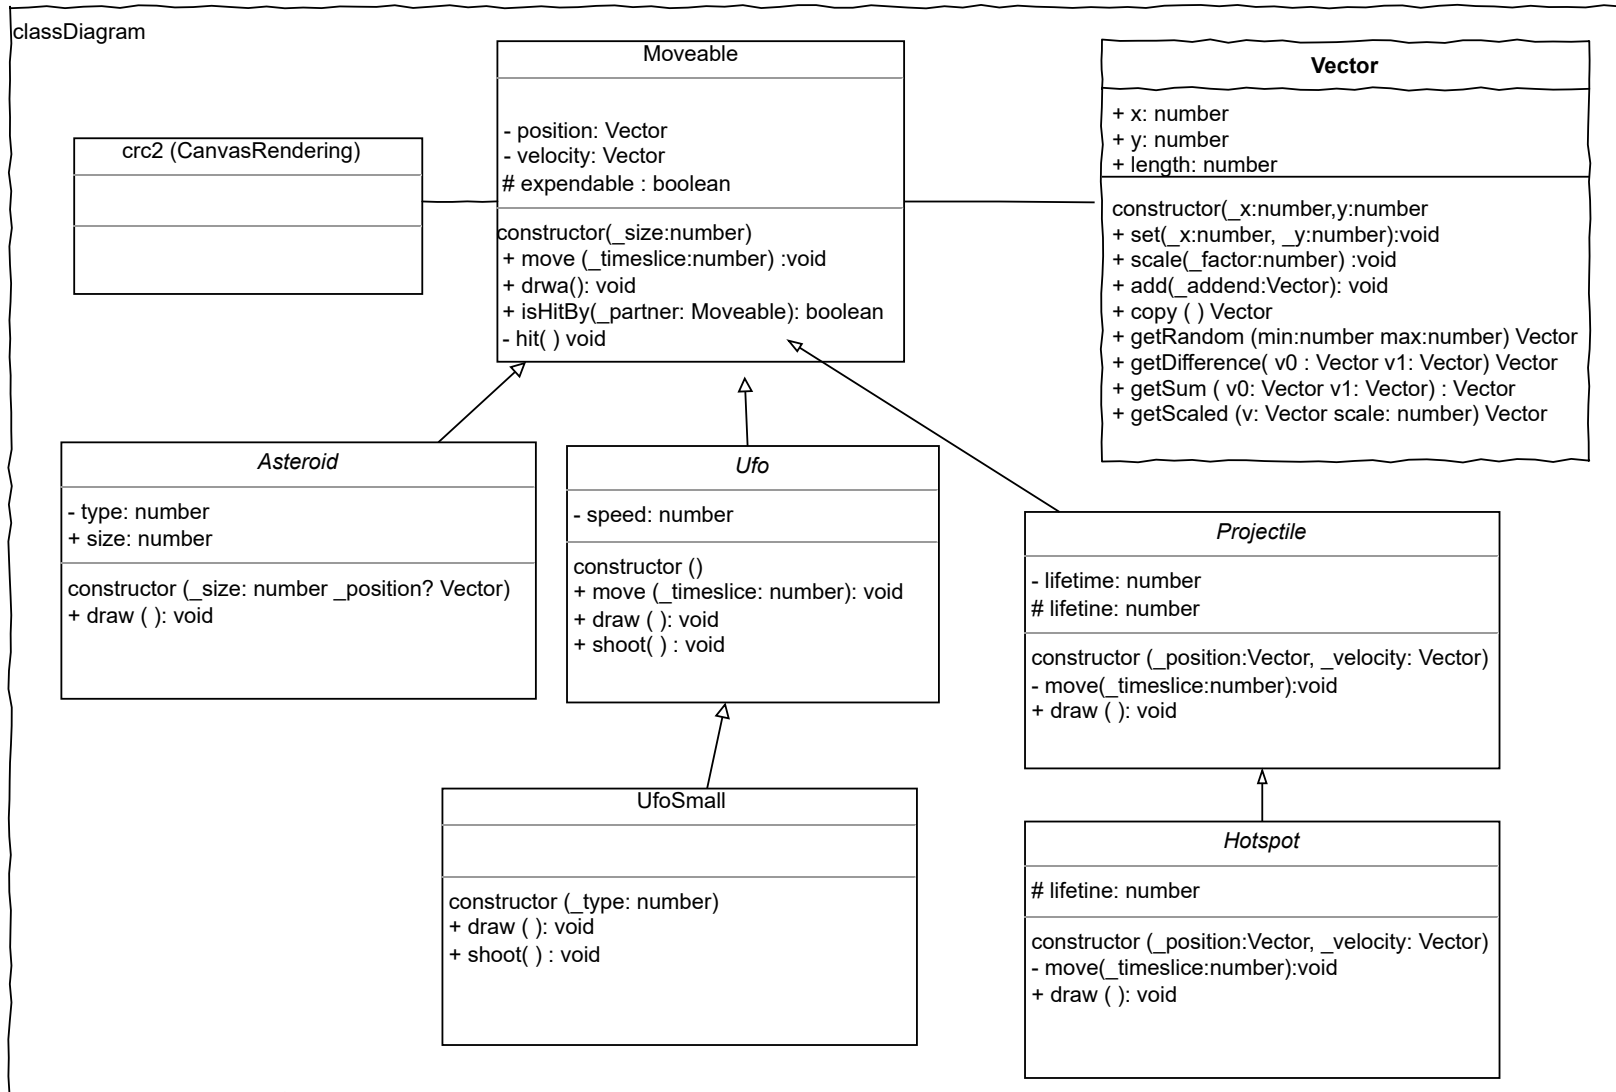 classDiagram
Moveable
- position: Vector
- velocity: Vector
# expendable : boolean
constructor(_size:number)
+ move (_timeslice:number) :void
+ drwa(): void
+ isHitBy(_partner: Moveable): boolean
- hit( ) void
Vector
+ x: number
+ y: number
+ length: number
constructor(_x:number,y:number
+ set(_x:number, _y:number):void
+ scale(_factor:number) :void
+ add(_addend:Vector): void
+ copy ( ) Vector
+ getRandom (min:number max:number) Vector
+ getDifference( v0 : Vector v1: Vector) Vector
+ getSum ( v0: Vector v1: Vector) : Vector
+ getScaled (v: Vector scale: number) Vector
crc2 (CanvasRendering)
Asteroid
- type: number
+ size: number
constructor (_size: number _position? Vector)
+ draw ( ): void
Ufo
- speed: number
constructor ()
+ move (_timeslice: number): void
+ draw ( ): void
+ shoot( ) : void
Projectile
- lifetime: number
# lifetine: number
constructor (_position:Vector, _velocity: Vector)
- move(_timeslice:number):void
+ draw ( ): void
UfoSmall
constructor (_type: number)
+ draw ( ): void
+ shoot( ) : void
Hotspot
# lifetine: number
constructor (_position:Vector, _velocity: Vector)
- move(_timeslice:number):void
+ draw ( ): void